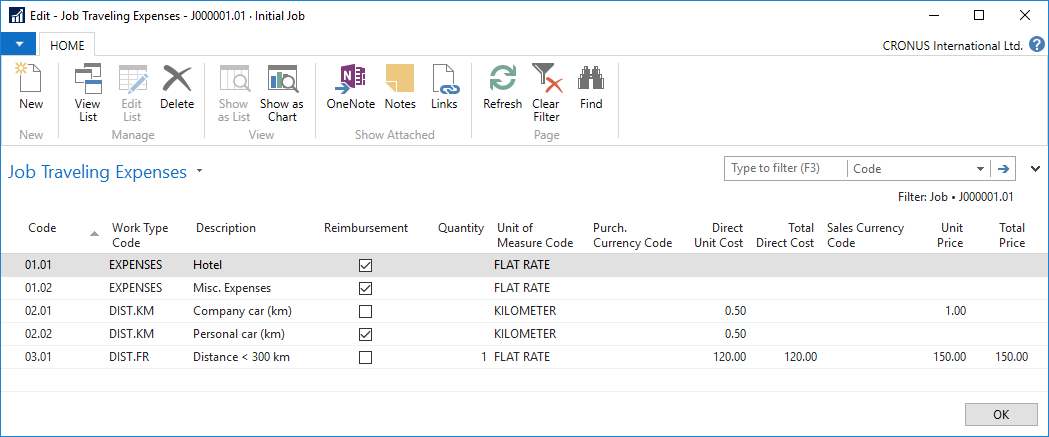 Edit - Job Traveling Expenses - J000001.01 · Initial Job
HOME
CRONUS International Ltd. ?
New View List Edit List Delete Show as List Show as Chart OneNote Notes Links Refresh Clear Filter Find
New Manage View Show Attached Page
Job Traveling Expenses
Type to filter (F3) Code
Filter: Job • J000001.01
Code Work Type Code Description Reimbursement Quantity Unit of Measure Code Purch. Currency Code Direct Unit Cost Total Direct Cost Sales Currency Code Unit Price Total Price
01.01 EXPENSES Hotel FLAT RATE
01.02 EXPENSES Misc. Expenses FLAT RATE
02.01 DIST.KM Company car (km) KILOMETER 0.50 1.00
02.02 DIST.KM Personal car (km) KILOMETER 0.50
03.01 DIST.FR Distance < 300 km 1 FLAT RATE 120.00 120.00 150.00 150.00
OK